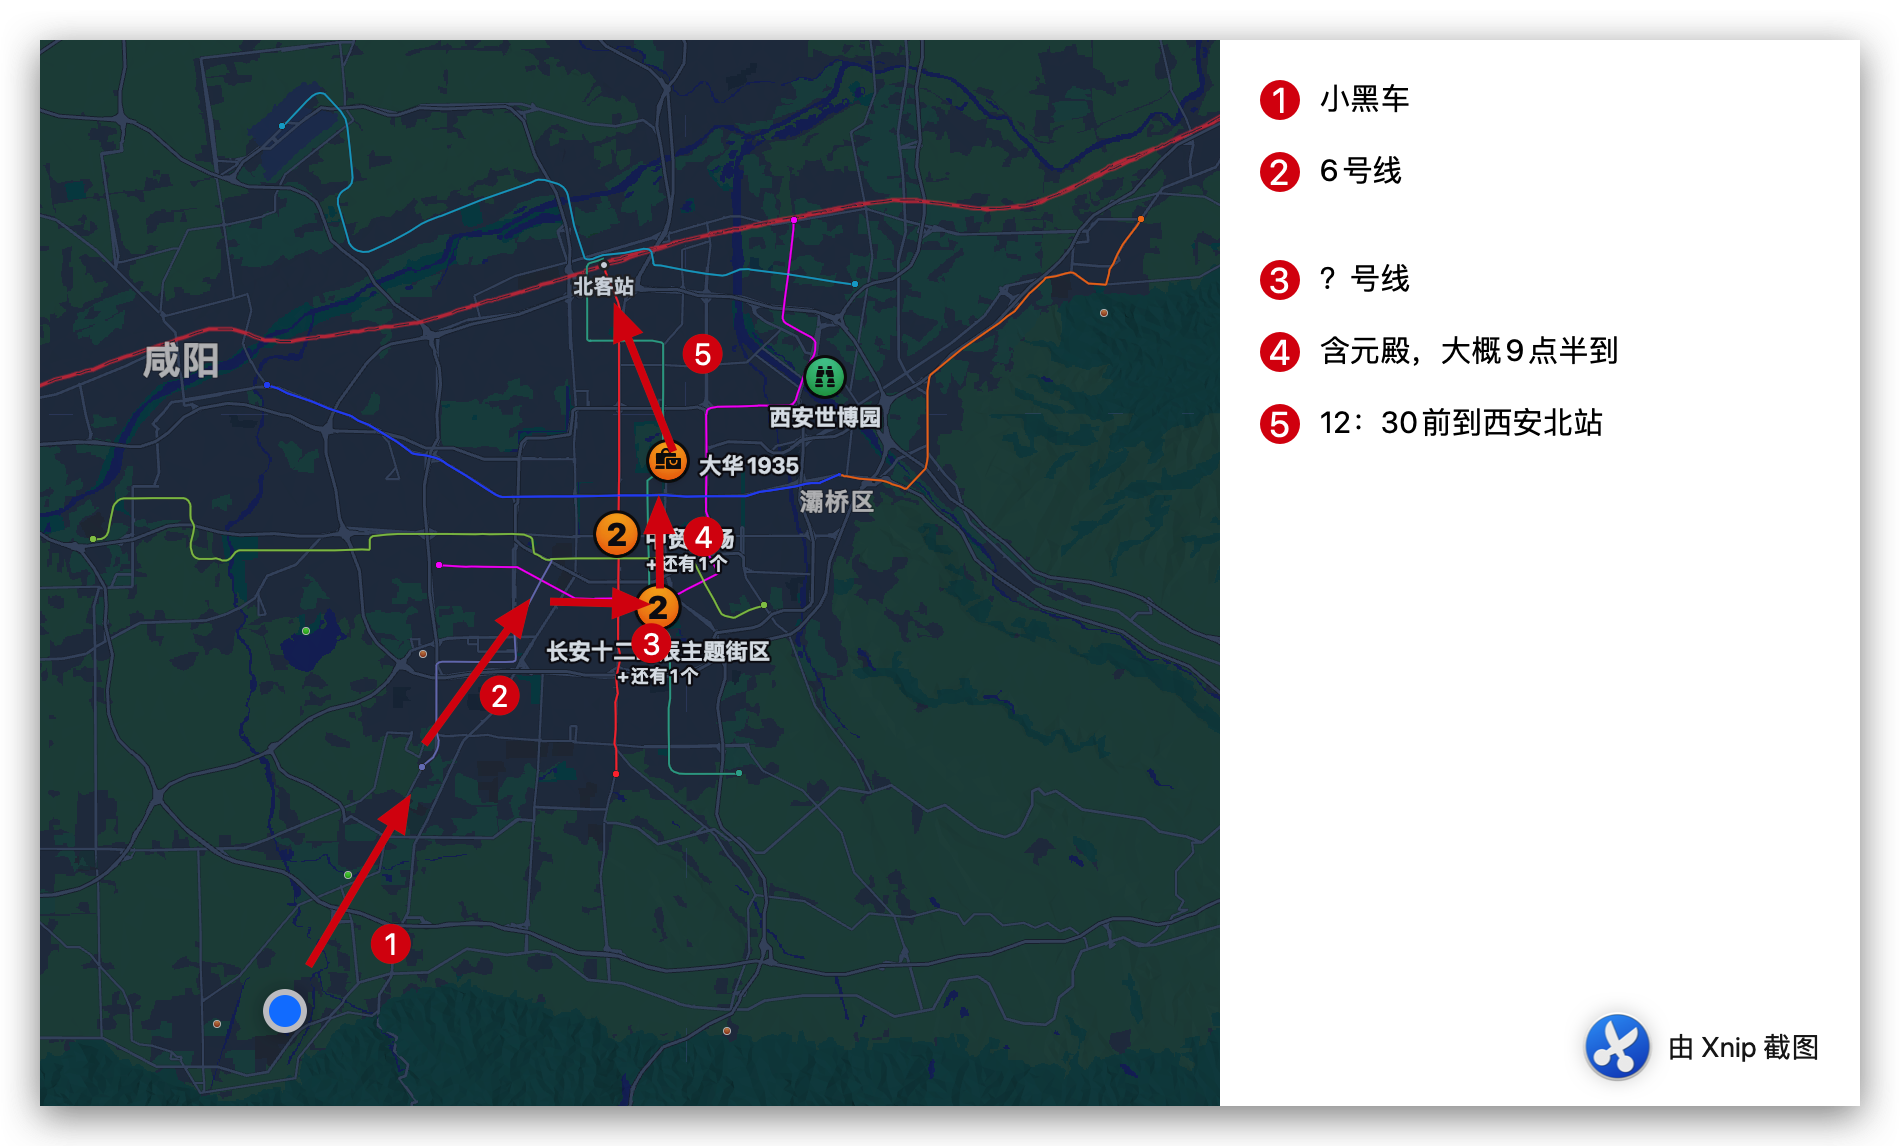 北客站
咸阳
5
西安世博园
大华1935
灞桥区
2
4
+还有1个
2
3
长安十二
主题街区
+还有1个
2
1
1 小黑车
2 6号线
3 ？号线
4 含元殿，大概9点半到
5 12：30前到西安北站
由 Xnip 截图